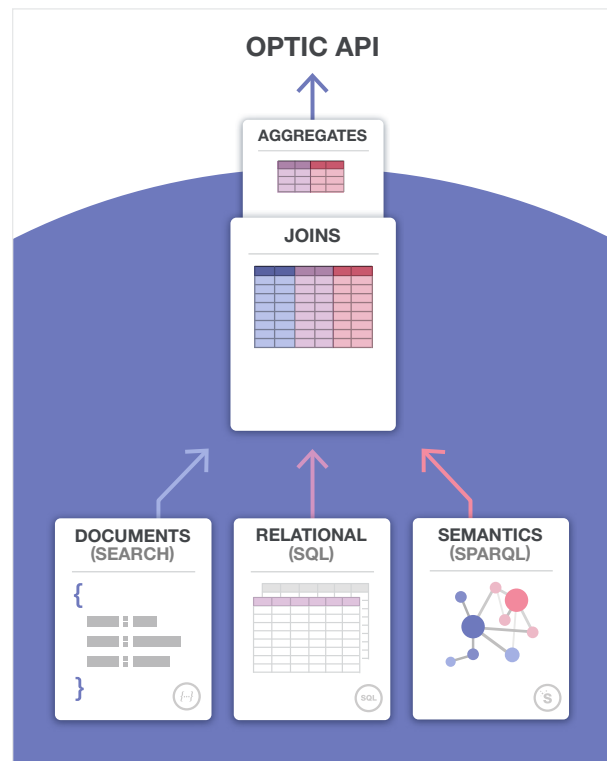 OPTIC API
AGGREGATES
JOINS
DOCUMENTS
(SEARCH)
RELATIONAL
(SQL)
SEMANTICS
(SPARQL)
{
}
{...}
SQL
S